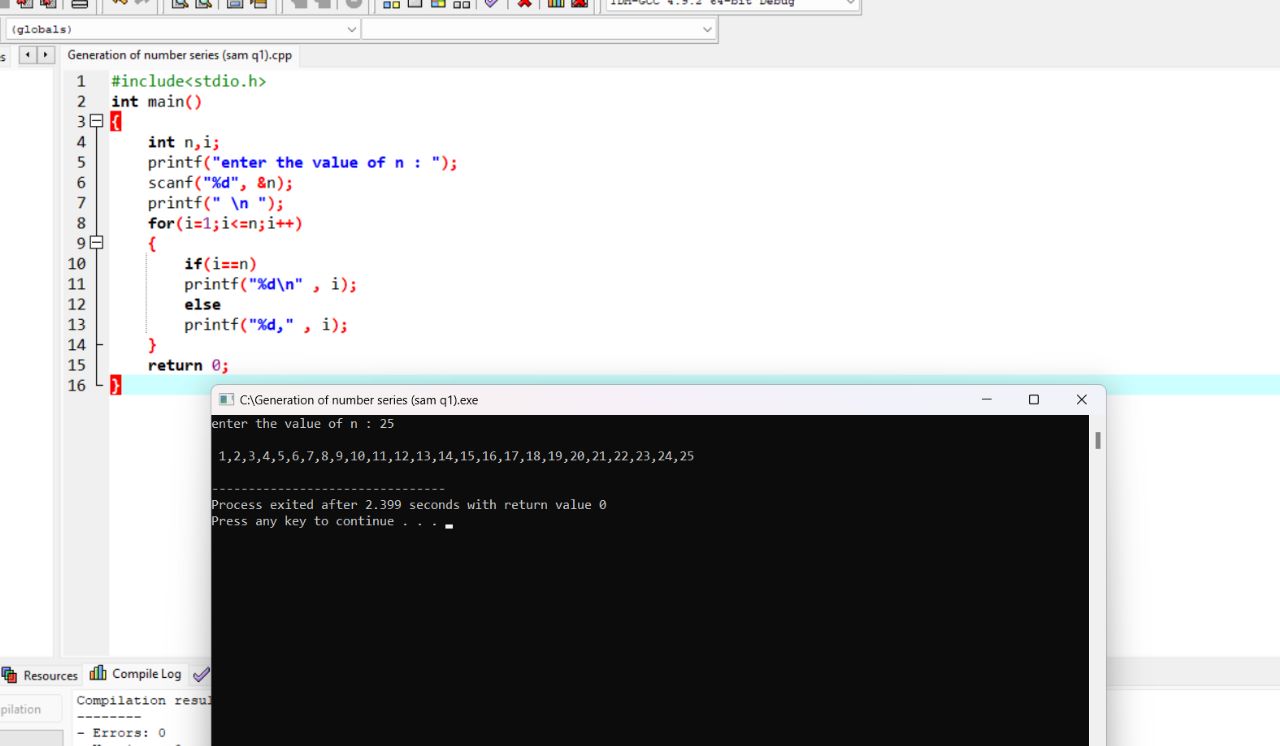 TDM-GCC 4.9.2 64-bit Debug
(globals)
s
Generation of number series (sam q1).cpp
1 #include<stdio.h>
2 int main()
3 {
4 int n,i;
5 printf("enter the value of n : ");
6 scanf("%d", &n);
7 printf(" \n ");
8 for(i=1;i<=n;i++)
9 {
10 if(i==n)
11 printf("%d\n" , i);
12 else
13 printf("%d," , i);
14 }
15 return 0;
16 }
C:\Generation of number series (sam q1).exe
enter the value of n : 25
1,2,3,4,5,6,7,8,9,10,11,12,13,14,15,16,17,18,19,20,21,22,23,24,25
--------------------------------
Process exited after 2.399 seconds with return value 0
Press any key to continue . . .
Resources
Compile Log
pilation
Compilation resul
--------
- Errors: 0